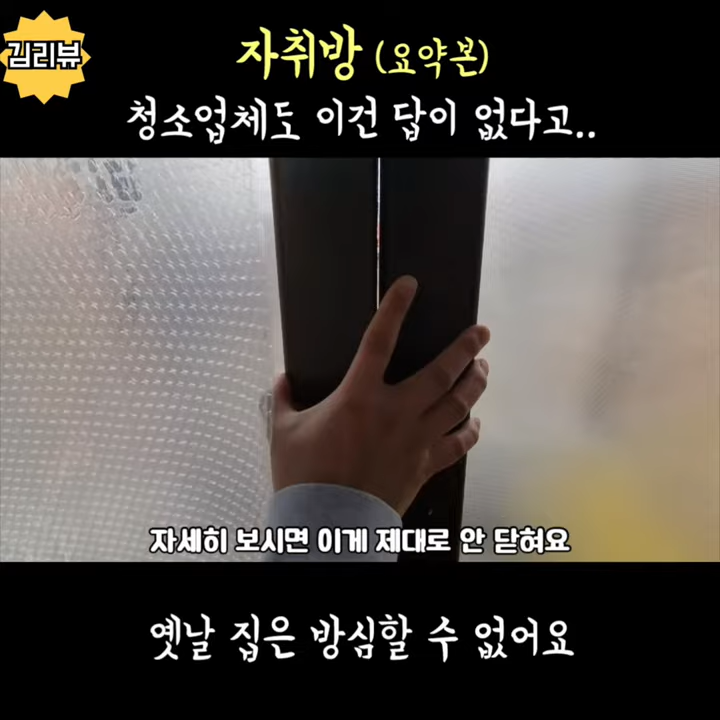 김리뷰
자취방 (요약본)
청소업체도 이건 답이 없다고..
자세히 보시면 이게 제대로 안 닫혀요
옛날 집은 방심할 수 없어요